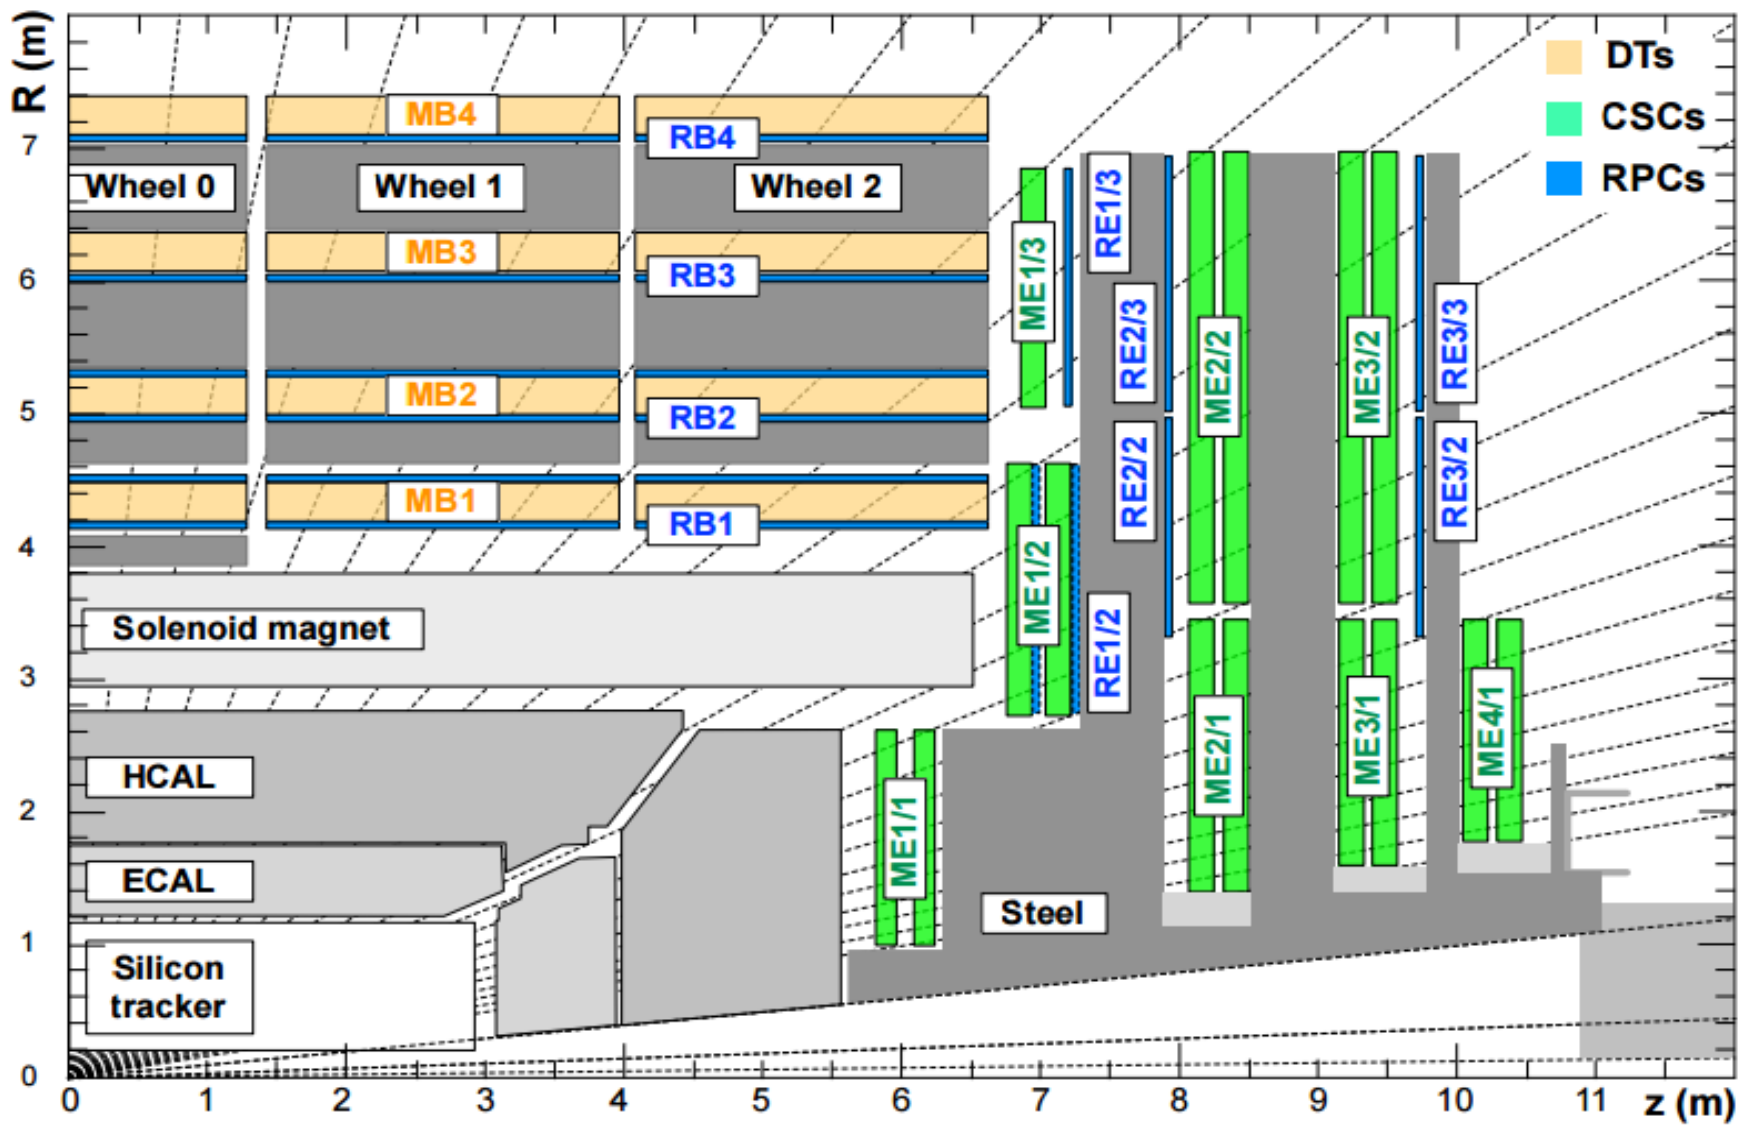 R (m)
7
6
5
4
3
2
1
0
DTs
CSCs
RPCs
MB4
RB4
Wheel 0
Wheel 1
Wheel 2
MB3
RB3
MB2
RB2
MB1
RB1
ME1/3
RE1/3
RE2/3
ME2/2
ME3/2
RE3/3
RE2/2
RE3/2
ME1/2
RE1/2
Solenoid magnet
HCAL
ECAL
Silicon
tracker
ME1/1
ME2/1
ME3/1
ME4/1
Steel
0
1
2
3
4
5
6
7
8
9
10
11
z (m)